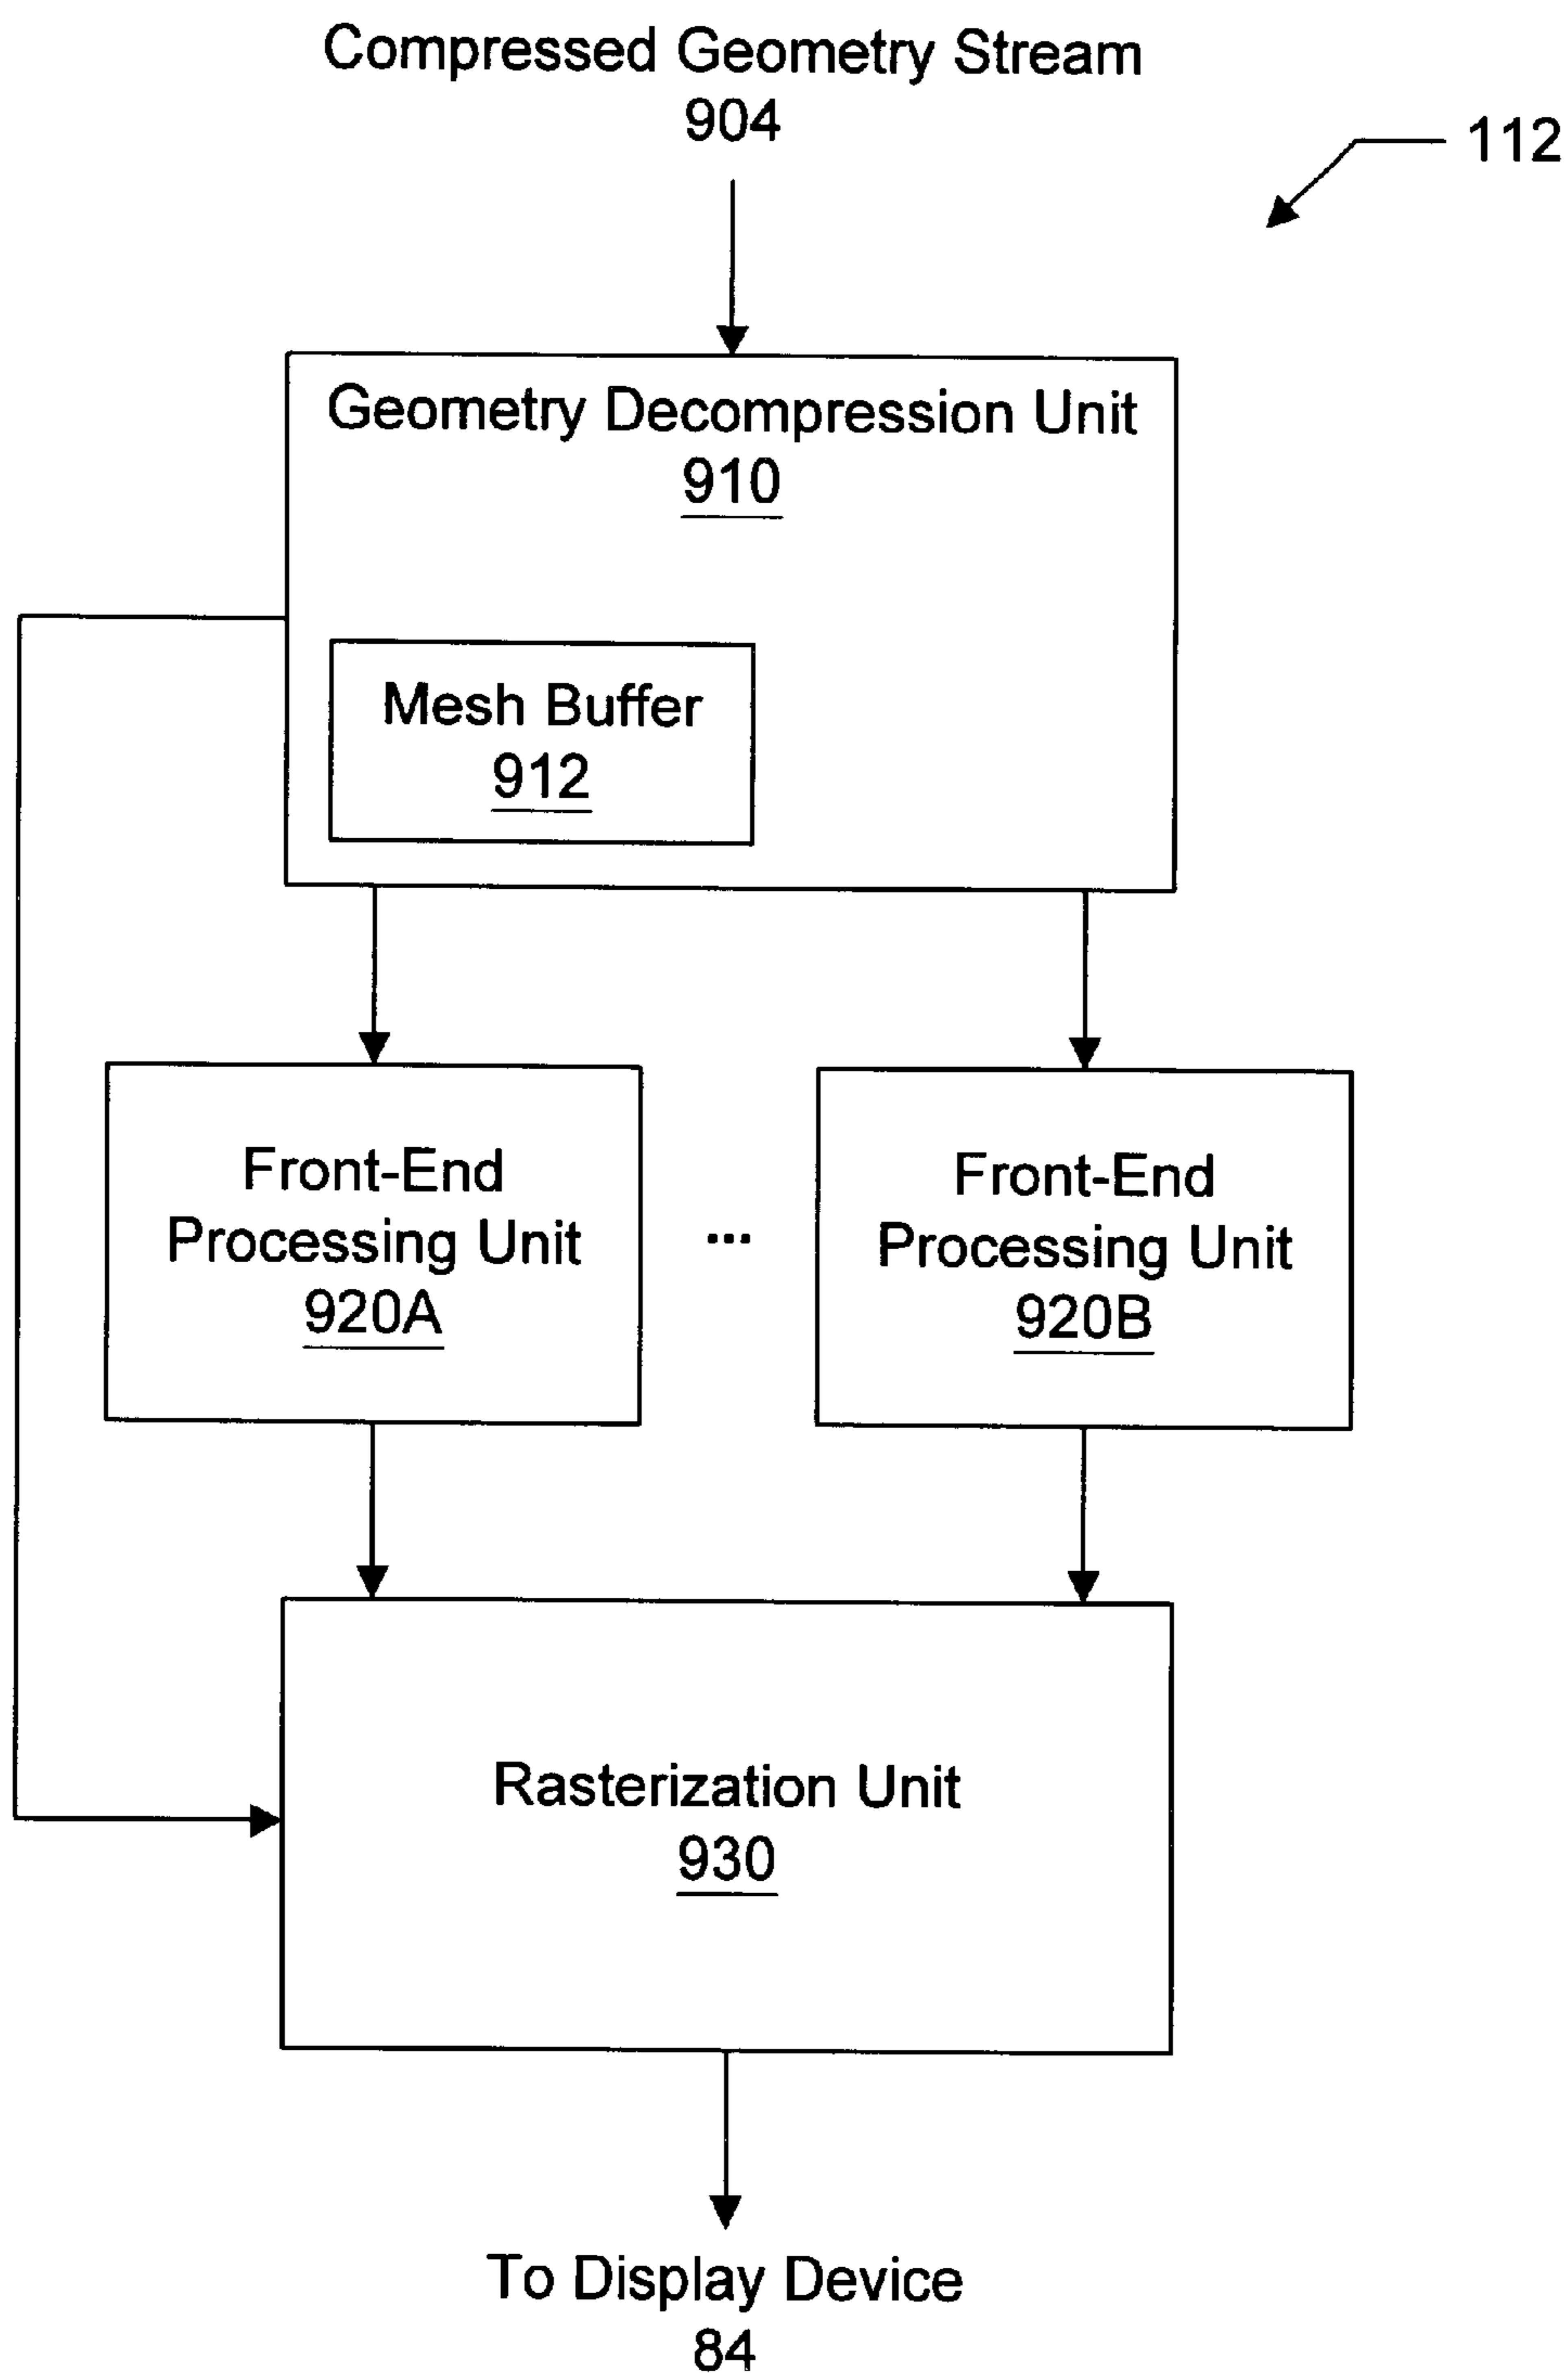 Compressed Geometry Stream
904
112
Geometry Decompression Unit
910
Mesh Buffer
912
Front-End
Processing Unit
920A
...
Front-End
Processing Unit
920B
Rasterization Unit
930
To Display Device
84